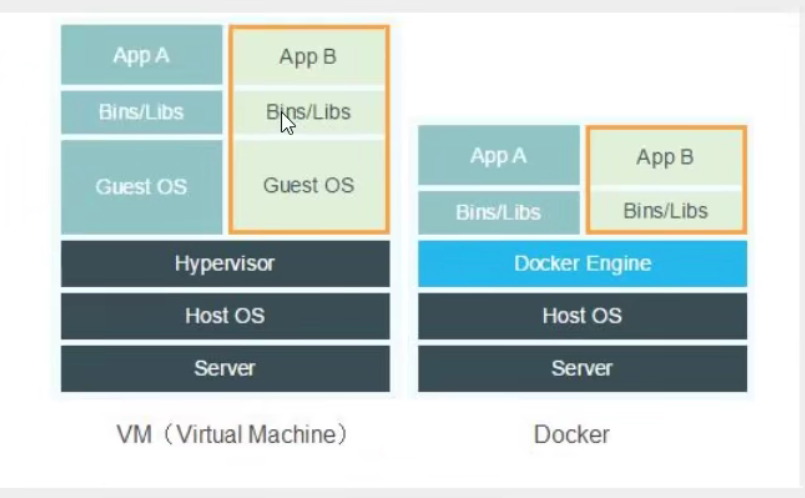 App A
App B
Bins/Libs
Bins/Libs
Guest OS
Guest OS
Hypervisor
Host OS
Server
VM（Virtual Machine）
App A
App B
Bins/Libs
Bins/Libs
Docker Engine
Host OS
Server
Docker